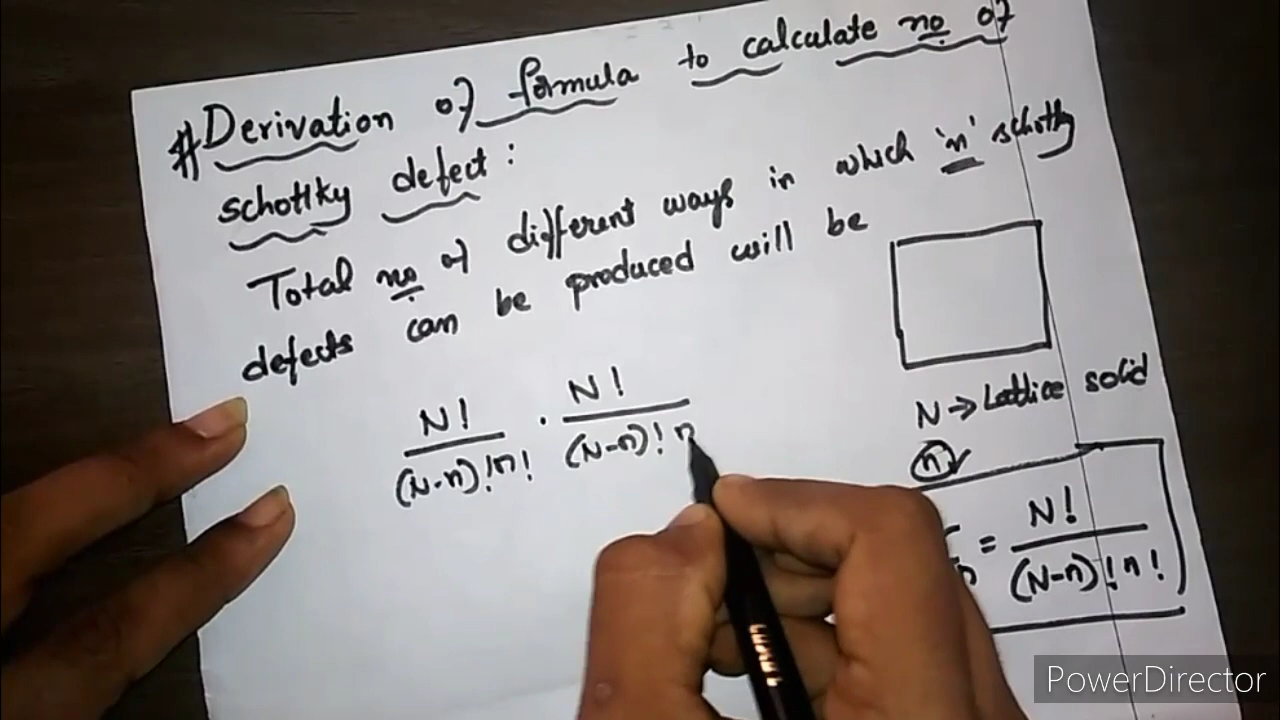 #Derivation of formula to calculate no of
schottky defect :
Total no of different ways in which 'n' schottky
defects can be produced will be
N! / (N-n)!n! . N! / (N-n)! n
N → Lattice solid
n
= N! / (N-n)! n!
PowerDirector